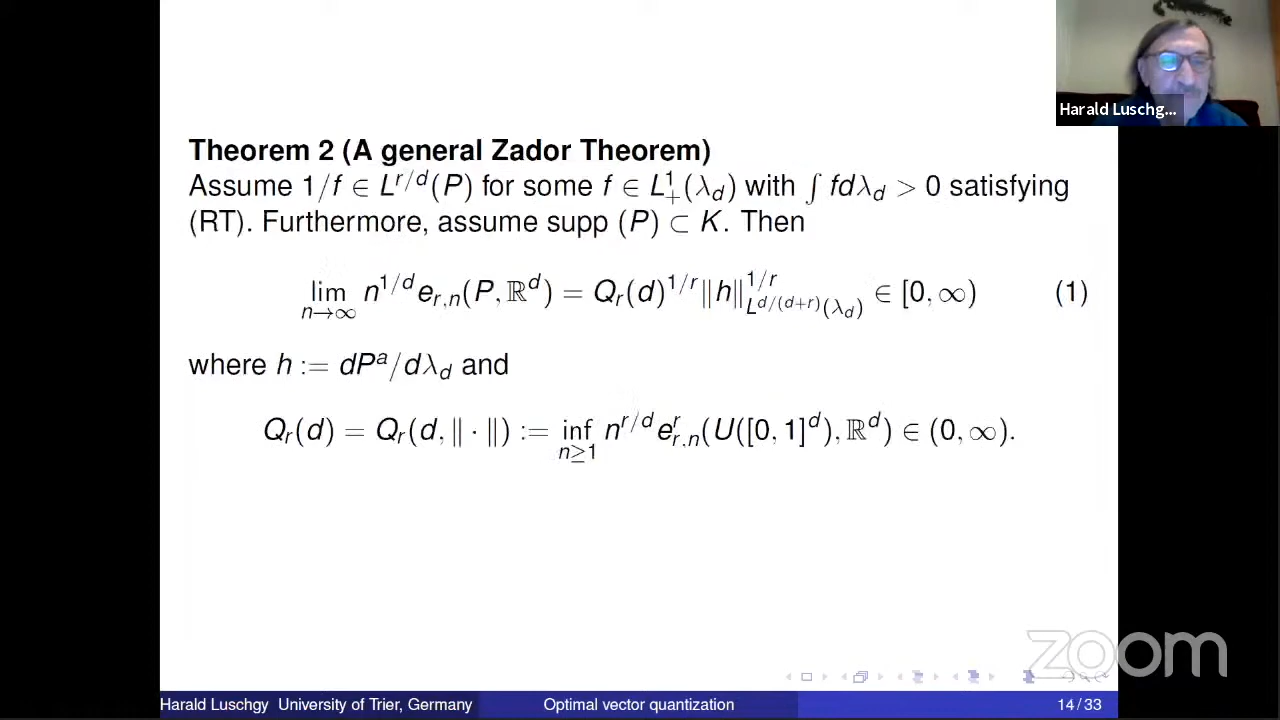 Harald Luschg...
Theorem 2 (A general Zador Theorem)
Assume 1/f ∈ L^{r/d}(P) for some f ∈ L^1_+(λ_d) with ∫ fdλ_d > 0 satisfying
(RT). Furthermore, assume supp (P) ⊂ K. Then
lim_{n→∞} n^{1/d} e_{r,n}(P, ℝ^d) = Q_r(d)^{1/r} ‖h‖^{1/r}_{L^{d/(d+r)}(λ_d)} ∈ [0, ∞) (1)
where h := dP^a/dλ_d and
Q_r(d) = Q_r(d, ‖ · ‖) := inf_{n≥1} n^{r/d} e^r_{r,n}(U([0, 1]^d), ℝ^d) ∈ (0, ∞).
zoom
Harald Luschgy University of Trier, Germany Optimal vector quantization 14 / 33